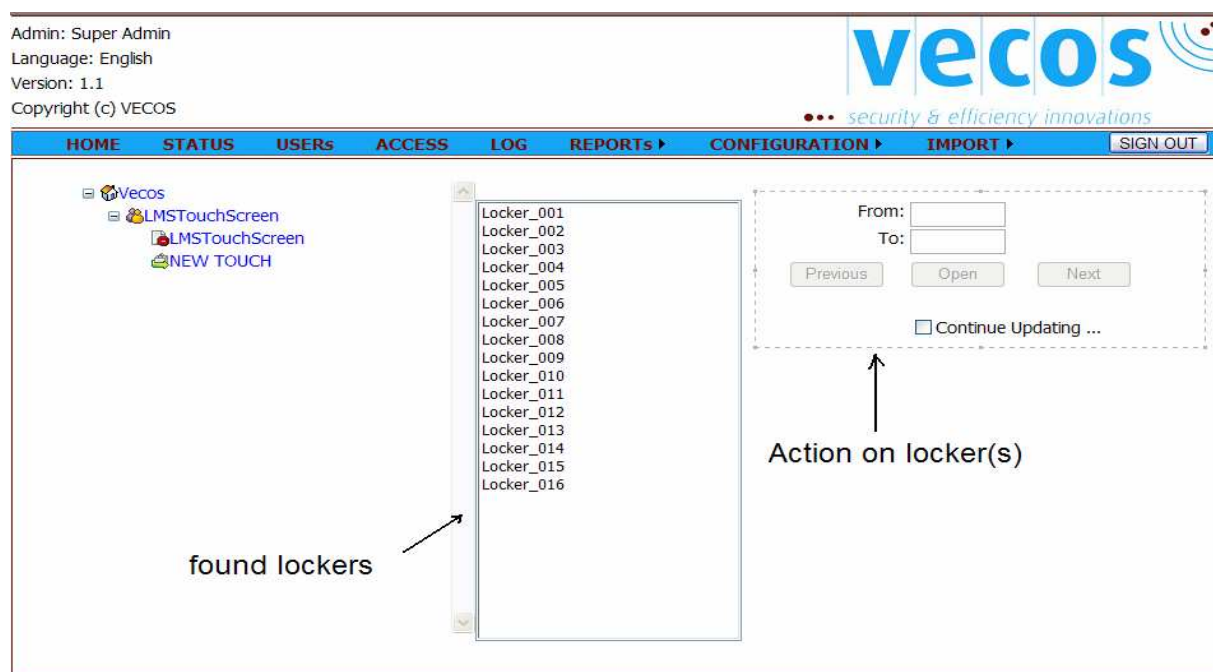 Admin: Super Admin
Language: English
Version: 1.1
Copyright (c) VECOS
vecos
security & efficiency innovations
HOME STATUS USERs ACCESS LOG REPORTs CONFIGURATION IMPORT SIGN OUT
Vecos
LMSTouchScreen
LMSTouchScreen
NEW TOUCH
Locker_001
Locker_002
Locker_003
Locker_004
Locker_005
Locker_006
Locker_007
Locker_008
Locker_009
Locker_010
Locker_011
Locker_012
Locker_013
Locker_014
Locker_015
Locker_016
From:
To:
Previous Open Next
Continue Updating ...
Action on locker(s)
found lockers